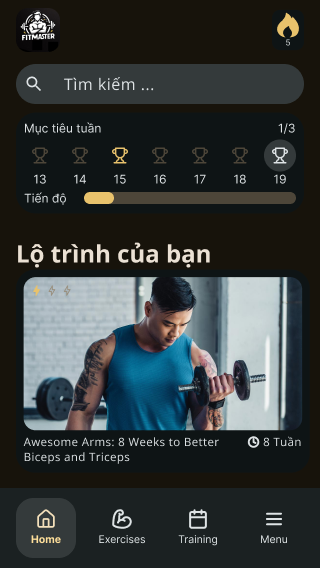 FITMASTER
5
Tìm kiếm ...
Mục tiêu tuần 1/3
13 14 15 16 17 18 19
Tiến độ
Lộ trình của bạn
Awesome Arms: 8 Weeks to Better 8 Tuần
Biceps and Triceps
Home Exercises Training Menu